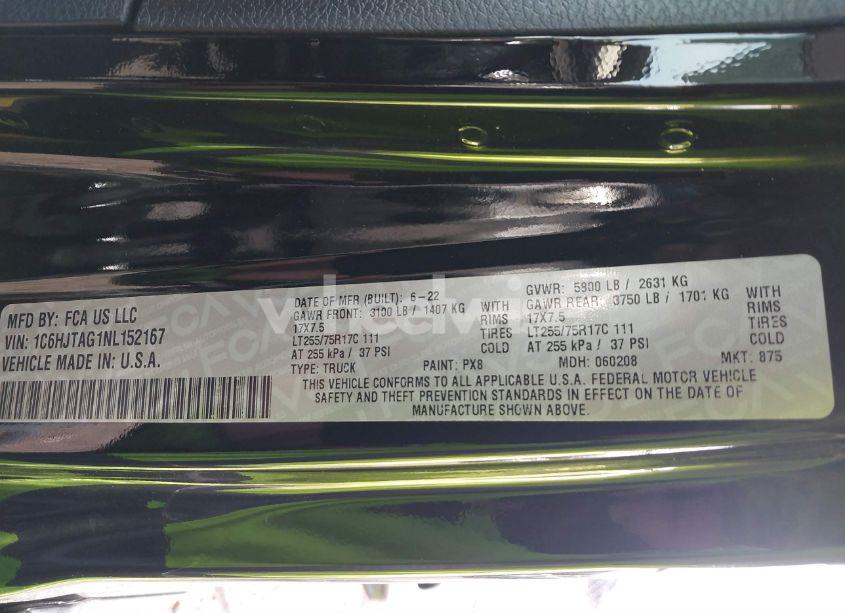 MFD BY: FCA US LLC
VIN: 1C6HJTAG1NL152167
VEHICLE MADE IN U.S.A.
DATE OF MFR (BUILT): 6-22
GAWR FRONT: 3100 LB / 1407 KG
17X7.5
WITH
RIMS
LT255/75R17C 111
TIRES
AT 255 kPa / 37 PSI
COLD
TYPE: TRUCK
PAINT: PX8
GVWR: 5800 LB / 2631 KG
GAWR REAR: 3750 LB / 1701 KG
17X7.5
WITH
RIMS
LT255/75R17C 111
TIRES
AT 255 kPa / 37 PSI
COLD
MDH: 060208
MKT: 875
THIS VEHICLE CONFORMS TO ALL APPLICABLE U.S.A. FEDERAL MOTOR VEHICLE
SAFETY AND THEFT PREVENTION STANDARDS IN EFFECT ON THE DATE OF
MANUFACTURE SHOWN ABOVE.